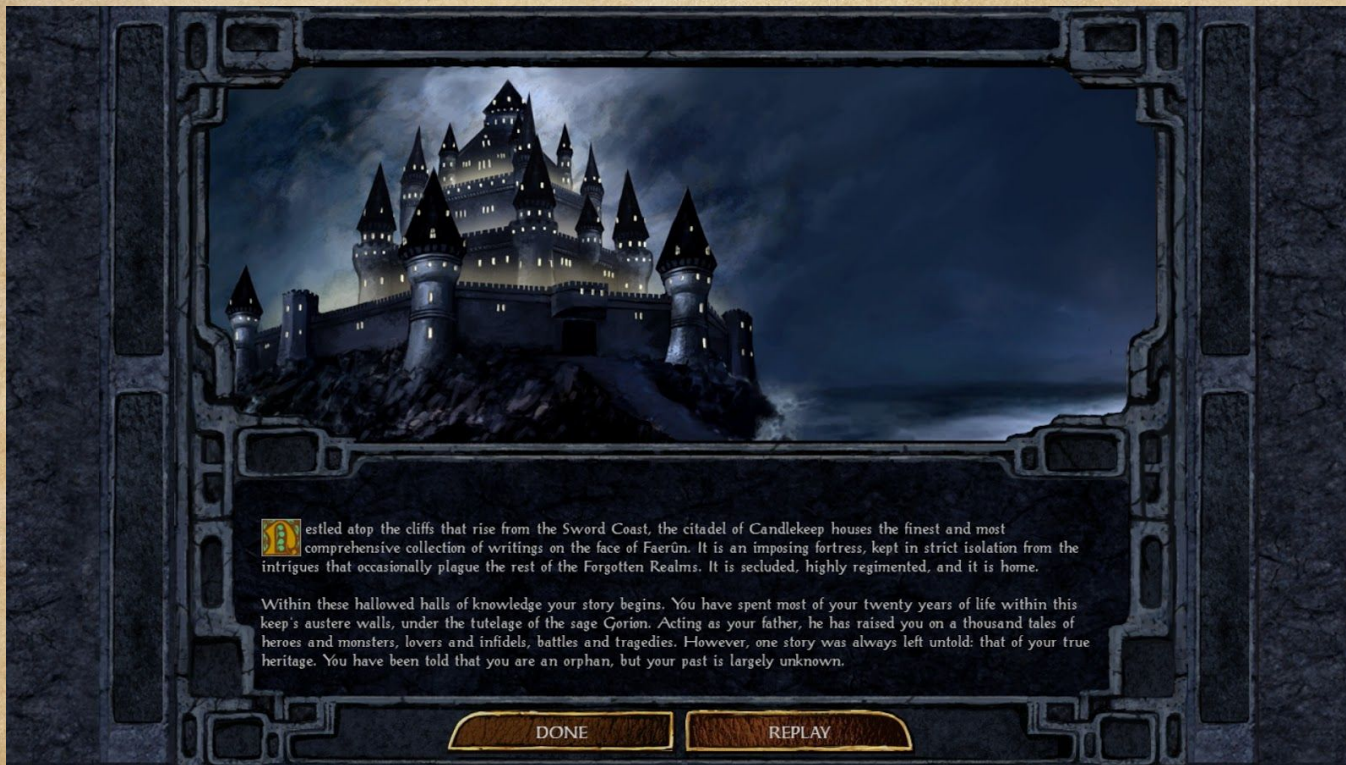 Nestled atop the cliffs that rise from the Sword Coast, the citadel of Candlekeep houses the finest and most
comprehensive collection of writings on the face of Faerûn. It is an imposing fortress, kept in strict isolation from the
intrigues that occasionally plague the rest of the Forgotten Realms. It is secluded, highly regimented, and it is home.
Within these hallowed halls of knowledge your story begins. You have spent most of your twenty years of life within this
keep's austere walls, under the tutelage of the sage Gorion. Acting as your father, he has raised you on a thousand tales of
heroes and monsters, lovers and infidels, battles and tragedies. However, one story was always left untold: that of your true
heritage. You have been told that you are an orphan, but your past is largely unknown.
DONE
REPLAY